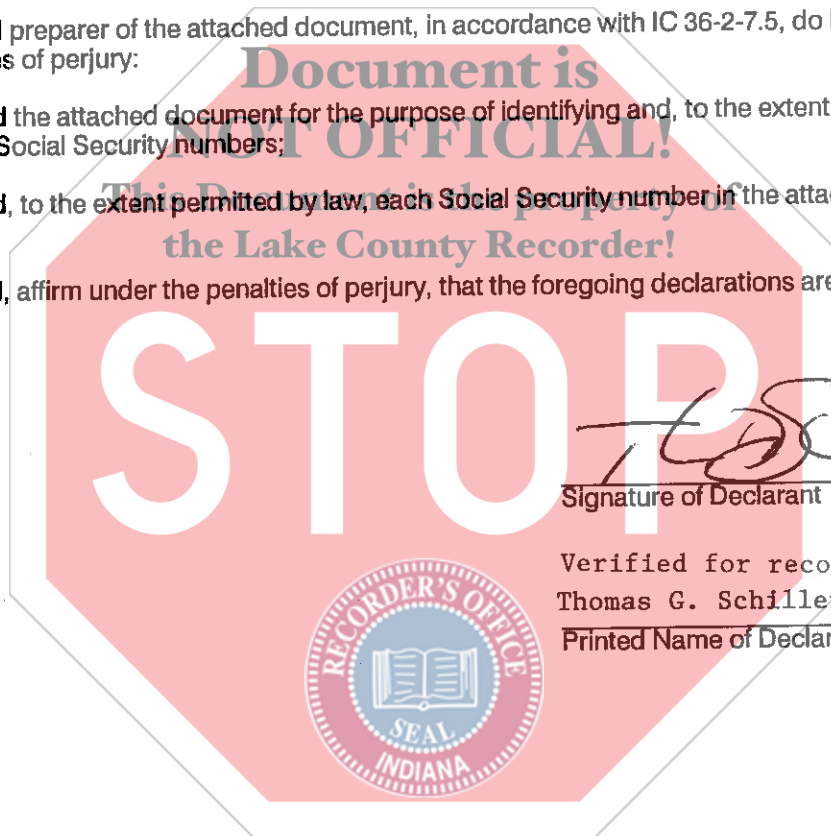 preparer of the attached document, in accordance with IC 36-2-7.5, do
of perjury:
Document is
the attached document for the purpose of identifying and, to the extent
NOT OFFICIAL!
Social Security numbers;
This Document is the property of
to the extent permitted by law, each Social Security number in the
the Lake County Recorder!
affirm under the penalties of perjury, that the foregoing declarations are
STOP
Signature of Declarant
Verified for
Thomas G.
Printed Name of
RECORDER'S OFFICE
SEAL
INDIANA